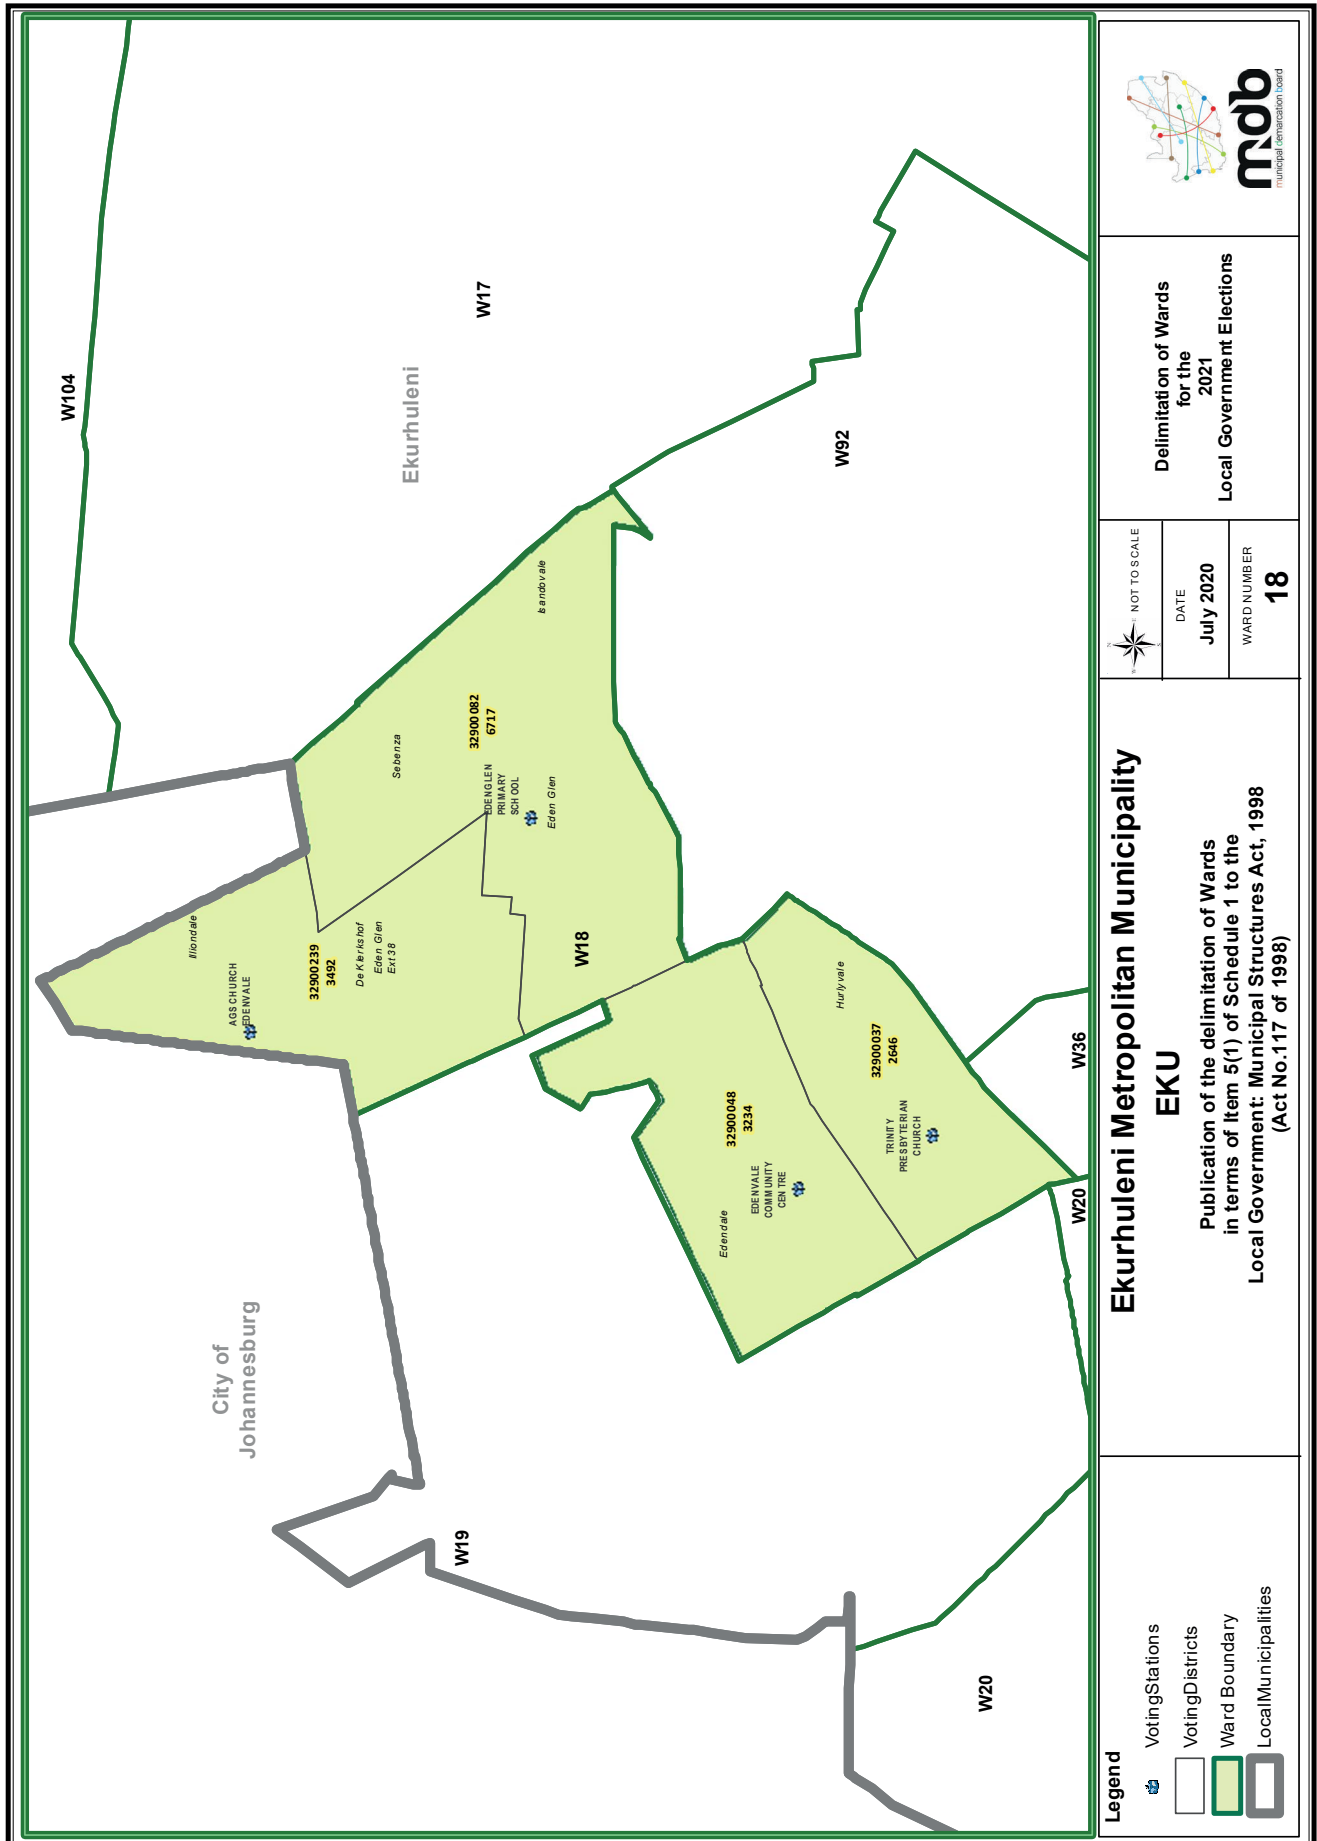 W104
W17
Ekurhuleni
W92
City of
Johannesburg
W19
W20
W18
W36
W20
Illiondale
AGS CHURCH
EDENVALE
32900239
3492
De Klerkshof
Eden Glen
Ext 38
Sebenza
32900082
6717
EDENGLEN
PRIMARY
SCHOOL
Eden Glen
Isandovale
32900048
3234
EDENVALE
COMMUNITY
CENTRE
Edendale
Hurlyvale
32900037
2646
TRINITY
PRESBYTERIAN
CHURCH
Legend
VotingStations
VotingDistricts
Ward Boundary
LocalMunicipalities
Ekurhuleni Metropolitan Municipality
EKU
Publication of the delimitation of Wards
in terms of Item 5(1) of Schedule 1 to the
Local Government: Municipal Structures Act, 1998
(Act No.117 of 1998)
N
W
E
S
NOT TO SCALE
DATE
July 2020
WARD NUMBER
18
Delimitation of Wards
for the
2021
Local Government Elections
mdb
municipal demarcation board